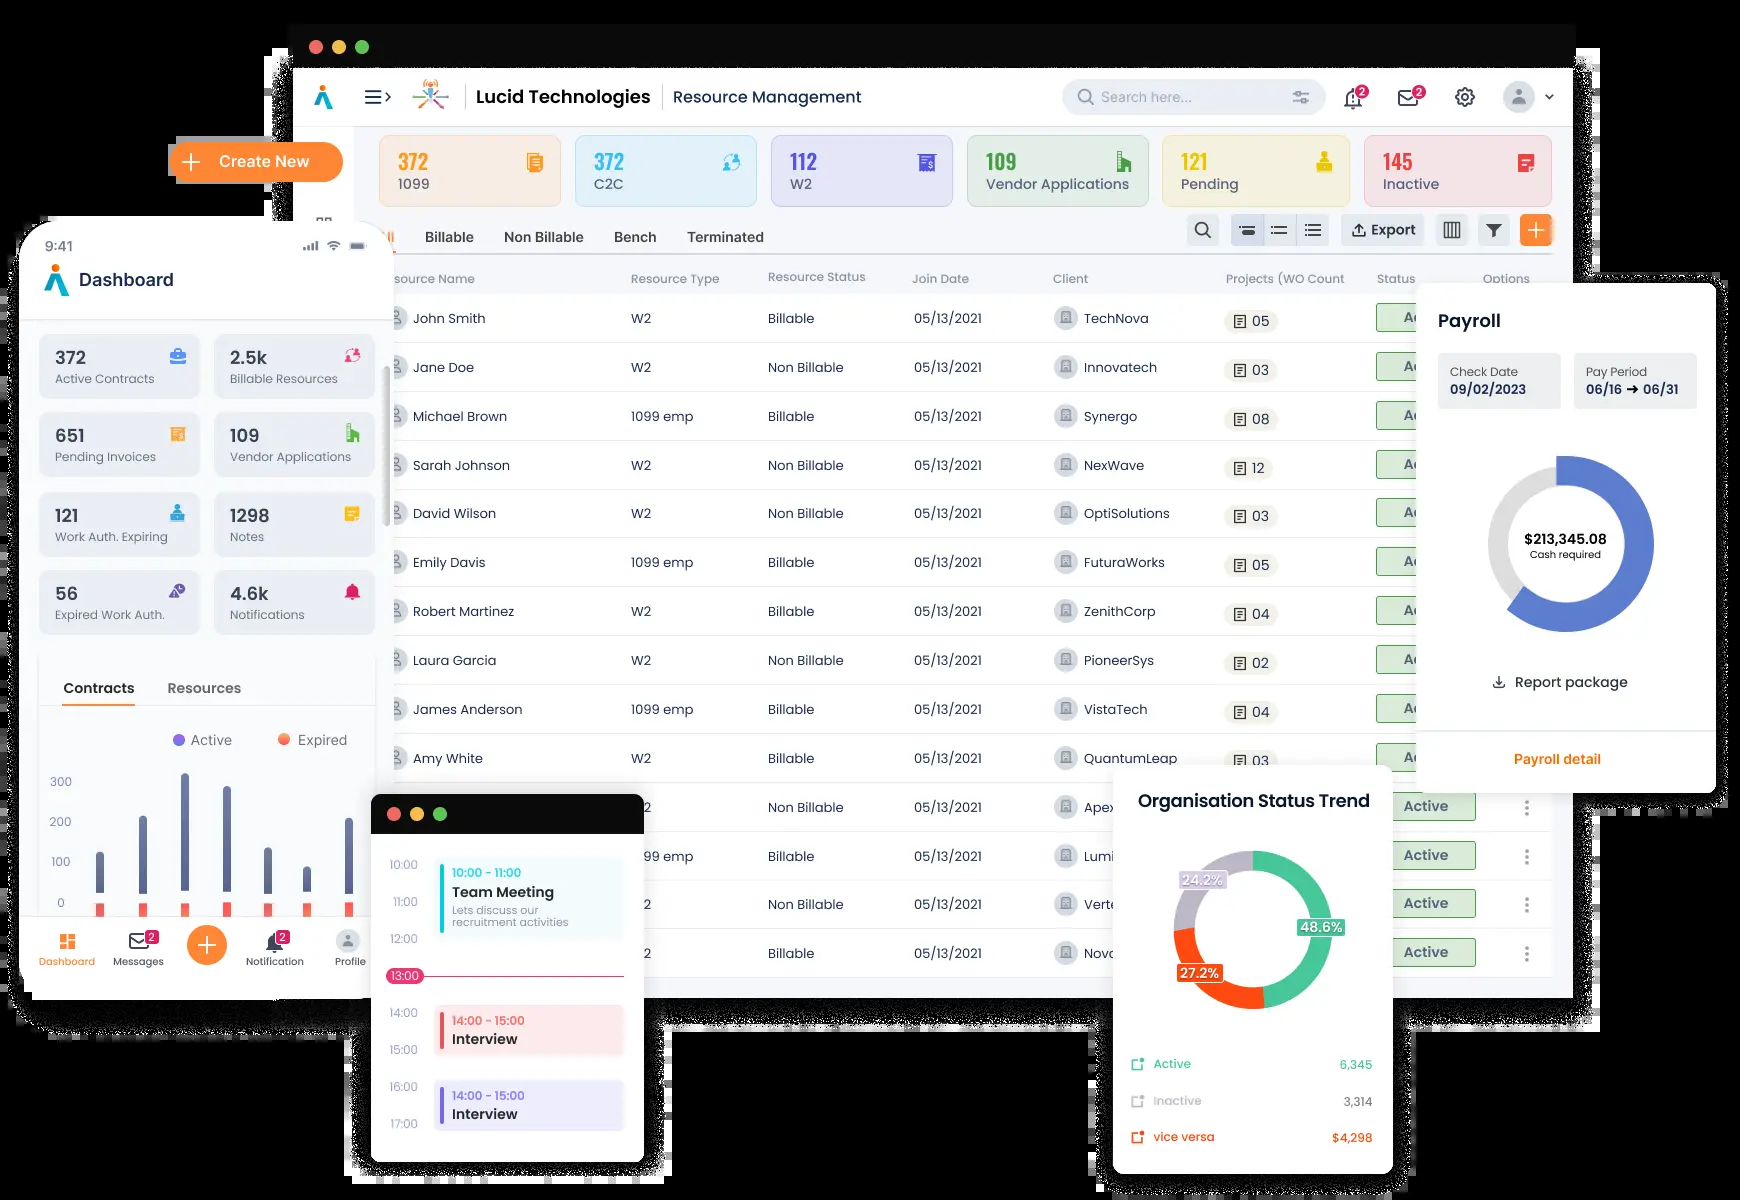 Lucid Technologies
Resource Management
Search here...
2
2
Create New
372
1099
372
C2C
112
W2
109
Vendor Applications
121
Pending
145
Inactive
Billable
Non Billable
Bench
Terminated
Export
source Name
Resource Type
Resource Status
Join Date
Client
Projects (WO Count
Status
Options
John Smith W2 Billable 05/13/2021 TechNova 05
Jane Doe W2 Non Billable 05/13/2021 Innovatech 03
Michael Brown 1099 emp Billable 05/13/2021 Synergo 08
Sarah Johnson W2 Non Billable 05/13/2021 NexWave 12
David Wilson W2 Non Billable 05/13/2021 OptiSolutions 03
Emily Davis 1099 emp Billable 05/13/2021 FuturaWorks 05
Robert Martinez W2 Billable 05/13/2021 ZenithCorp 04
Laura Garcia W2 Non Billable 05/13/2021 PioneerSys 02
James Anderson 1099 emp Billable 05/13/2021 VistaTech 04
Amy White W2 Billable 05/13/2021 QuantumLeap 03
2 Non Billable 05/13/2021 Apex Active
99 emp Billable 05/13/2021 Lumi Active
2 Non Billable 05/13/2021 Verte Active
2 Billable 05/13/2021 Nova Active
9:41
Dashboard
372
Active Contracts
2.5k
Billable Resources
651
Pending Invoices
109
Vendor Applications
121
Work Auth. Expiring
1298
Notes
56
Expired Work Auth.
4.6k
Notifications
Contracts
Resources
Active
Expired
300
200
100
0
Dashboard
2
Messages
2
Notification
Profile
10:00
11:00
12:00
13:00
14:00
15:00
16:00
17:00
10:00 - 11:00
Team Meeting
Lets discuss our
recruitment activities
14:00 - 15:00
Interview
14:00 - 15:00
Interview
Payroll
Check Date
09/02/2023
Pay Period
06/16 ➔ 06/31
$213,345.08
Cash required
Report package
Payroll detail
Organisation Status Trend
24.2%
48.6%
27.2%
Active 6,345
Inactive 3,314
vice versa $4,298